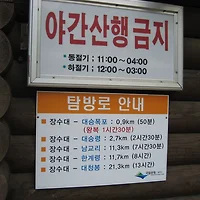 야간산행 금지
• 동절기 : 11:00 ~ 04:00
• 하절기 : 12:00 ~ 03:00
탐방로 안내
장수대 - 대승폭포 : 0.9km (50분)
(왕복 1시간30분)
장수대 - 대승령 : 2.7km (2시간30분)
장수대 - 남교리 : 11.3km (7시간30분)
장수대 - 한계령 : 11.7km (8시간)
장수대 - 대청봉 : 21.3km (13시간)